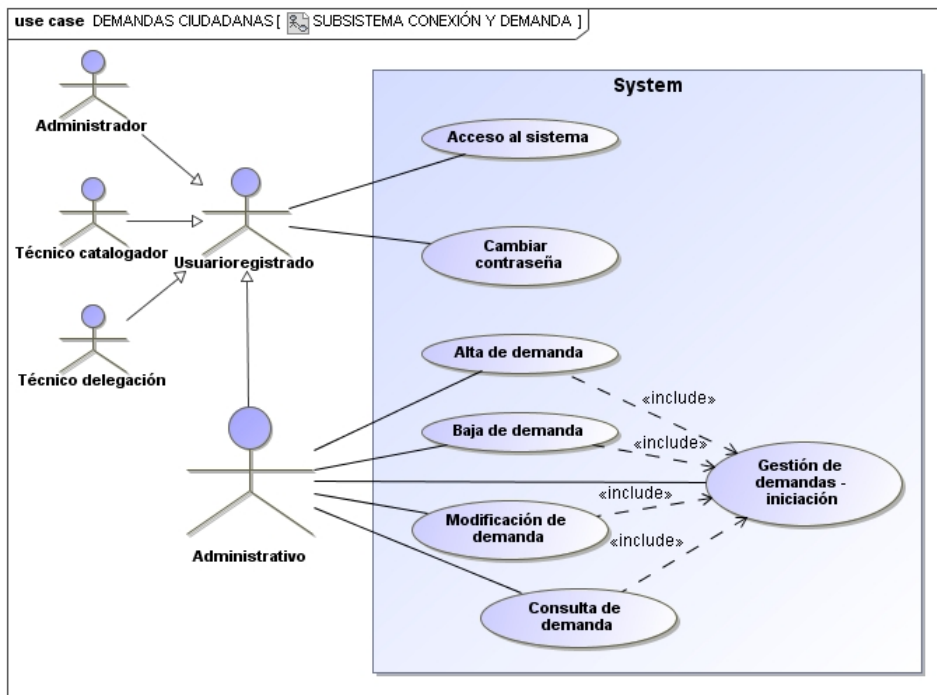 use case DEMANDAS CIUDADANAS [ SUBSISTEMA CONEXIÓN Y DEMANDA ]
System
Administrador
Acceso al sistema
Técnico catalogador
Usuarioregistrado
Cambiar
contraseña
Técnico delegación
Alta de demanda
«include»
Baja de demanda
«include»
Gestión de
demandas -
iniciación
«include»
Modificación de
demanda
«include»
Administrativo
Consulta de
demanda